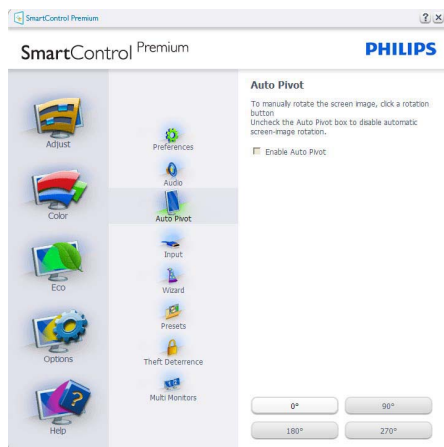 SmartControl Premium
? x
SmartControl Premium
PHILIPS
Adjust
Color
Eco
Options
Help
Preferences
Audio
Auto Pivot
Input
Wizard
Presets
Theft Deterrence
Multi Monitors
Auto Pivot
To manually rotate the screen image, click a rotation
button
Uncheck the Auto Pivot box to disable automatic
screen-image rotation.
Enable Auto Pivot
0°
90°
180°
270°